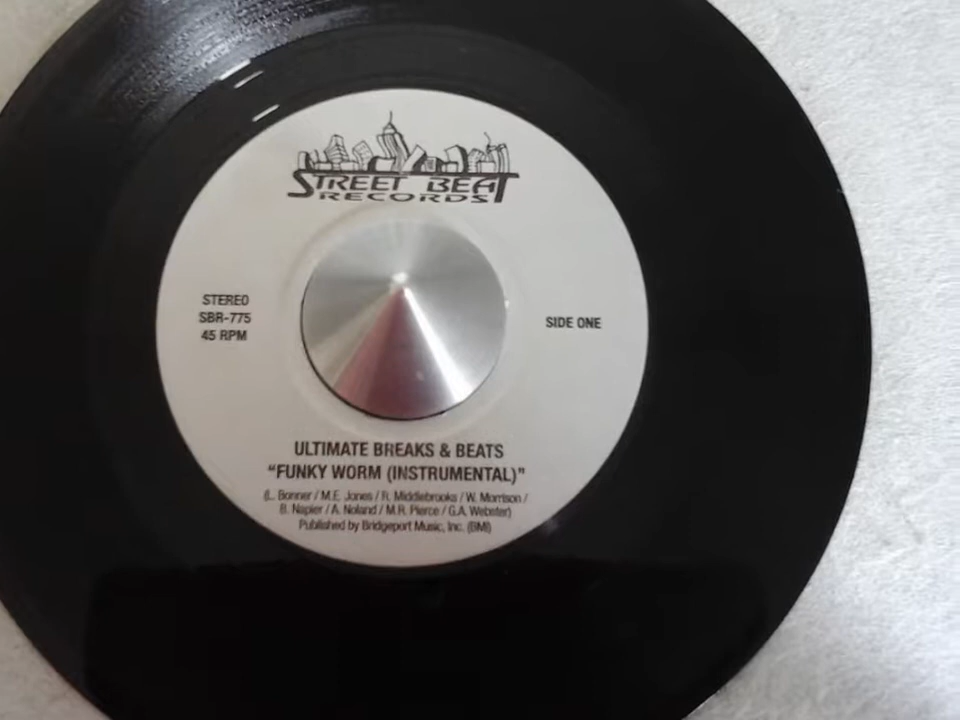 STREET BEAT
RECORDS
STEREO
SBR-775
45 RPM
SIDE ONE
ULTIMATE BREAKS & BEATS
"FUNKY WORM (INSTRUMENTAL)"
(L. Bonner / M.E. Jones / R. Middlebrooks / W. Morrison /
B. Napier / A. Noland / M.R. Pierce / G.A. Webster)
Published by Bridgeport Music, Inc. (BMI)